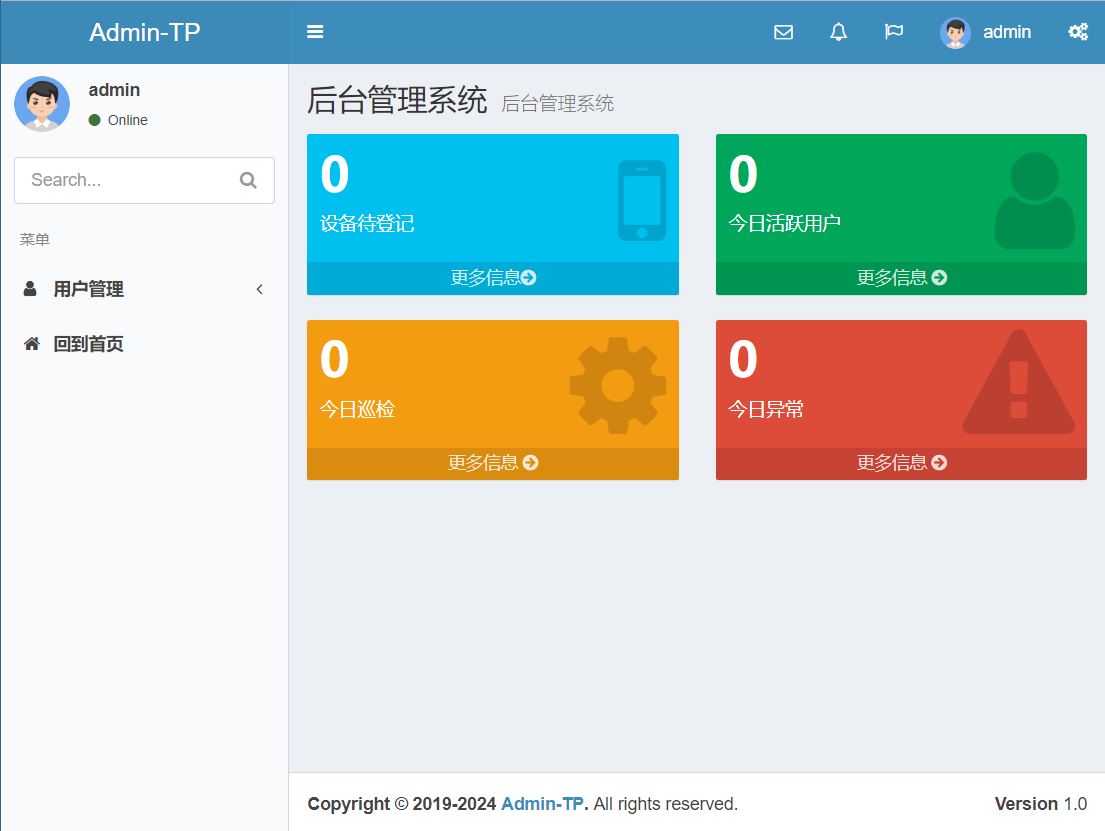 Admin-TP
admin
admin
Online
Search...
菜单
用户管理
回到首页
后台管理系统 后台管理系统
0
设备待登记
更多信息
0
今日活跃用户
更多信息
0
今日巡检
更多信息
0
今日异常
更多信息
Copyright © 2019-2024 Admin-TP. All rights reserved.
Version 1.0